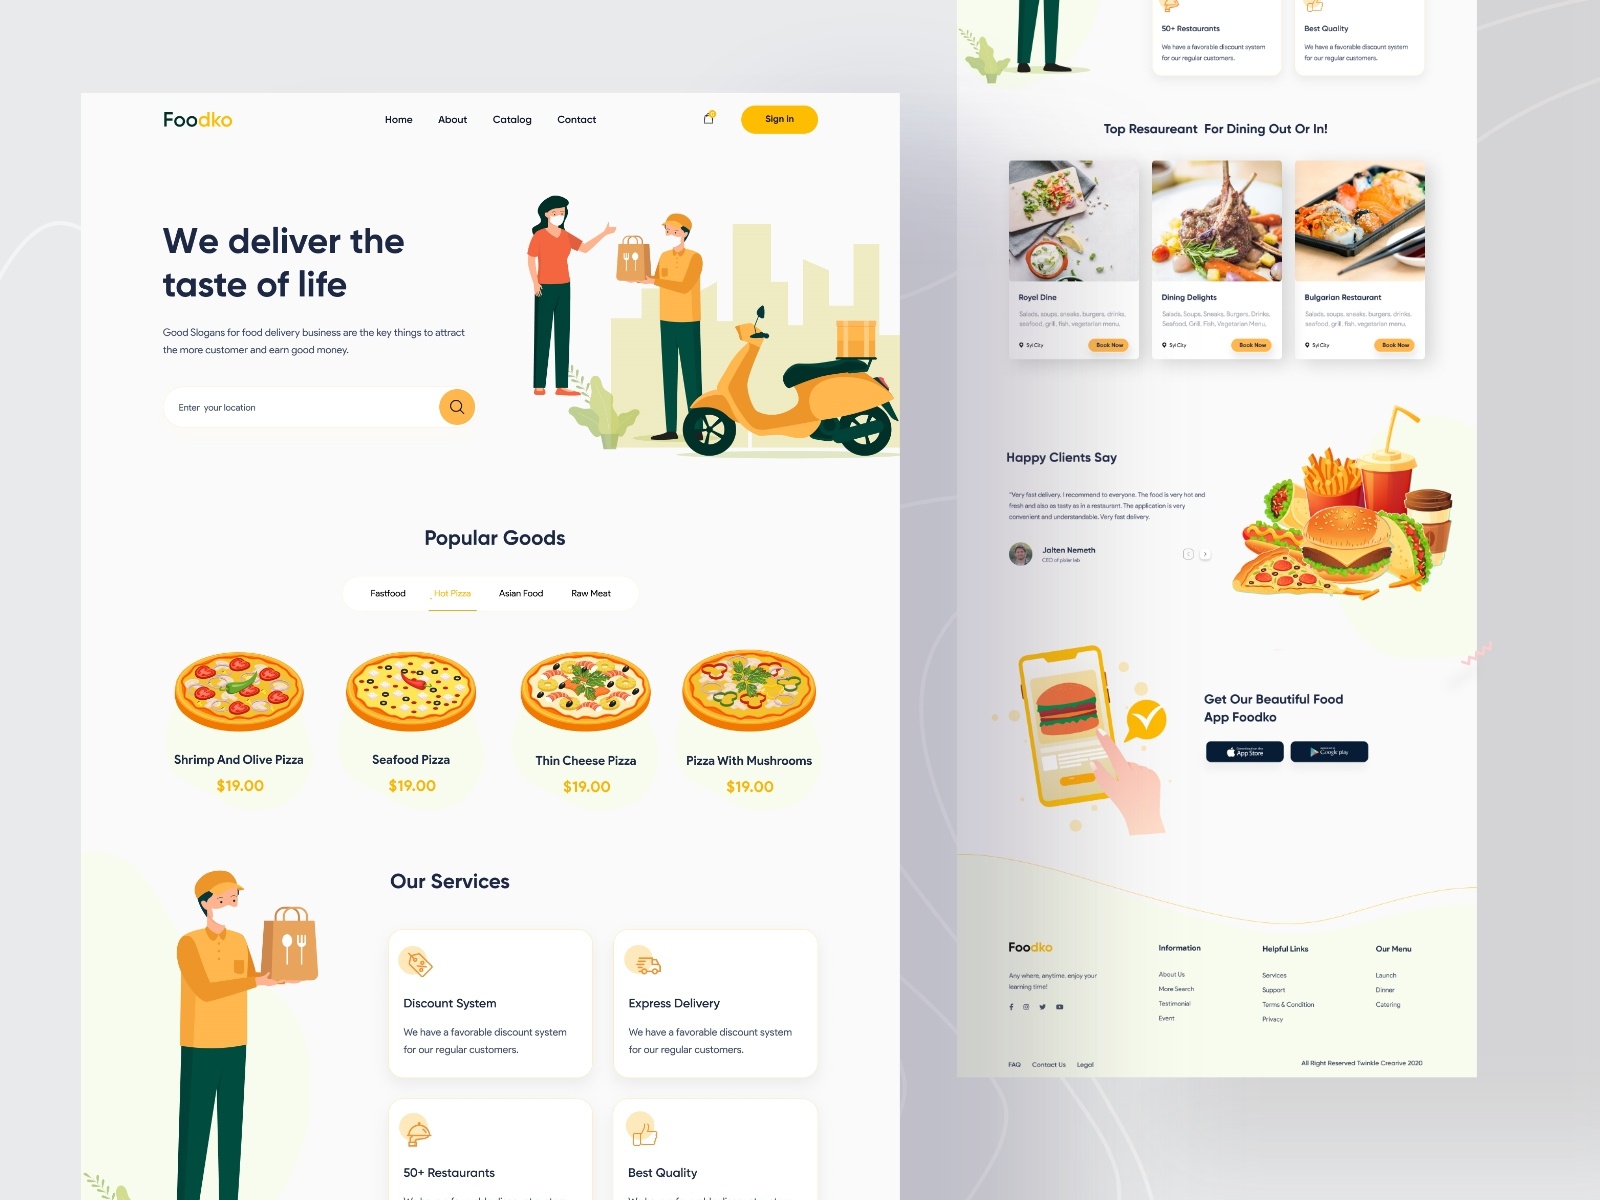 Foodko
Home About Catalog Contact
Sign in
We deliver the
taste of life
Good Slogans for food delivery business are the key things to attract
the more customer and earn good money.
Enter your location
Popular Goods
Fastfood Hot Pizza Asian Food Raw Meat
Shrimp And Olive Pizza
$19.00
Seafood Pizza
$19.00
Thin Cheese Pizza
$19.00
Pizza With Mushrooms
$19.00
Our Services
Discount System
We have a favorable discount system
for our regular customers.
Express Delivery
We have a favorable discount system
for our regular customers.
50+ Restaurants
Best Quality
50+ Restaurants
We have a favorable discount system
for our regular customers.
Best Quality
We have a favorable discount system
for our regular customers.
Top Resaureant For Dining Out Or In!
Royel Dine
Salads, soups, sneaks, burgers, drinks,
seafood, grill, fish, vegetarian menu,
Syl City
Book Now
Dining Delights
Salads, Soups, Sneaks, Burgers, Drinks,
Seafood, Grill, Fish, Vegetarian Menu,
Syl City
Book Now
Bulgarian Restaurant
Salads, soups, sneaks, burgers, drinks,
seafood, grill, fish, vegetarian menu,
Syl City
Book Now
Happy Clients Say
"Very fast delivery. I recommend to everyone. The food is very hot and
fresh and also as tasty as in a restaurant. The application is very
convenient and understandable. Very fast delivery.
Jalten Nemeth
CEO of pixler lab
Get Our Beautiful Food
App Foodko
App Store
Google play
Foodko
Any where, anytime. enjoy your
learning time!
Information
About Us
More Search
Testimonial
Event
Helpful Links
Services
Support
Terms & Condition
Privacy
Our Menu
Launch
Dinner
Catering
FAQ Contact Us Legal
All Right Reserved Twinkle Crearive 2020